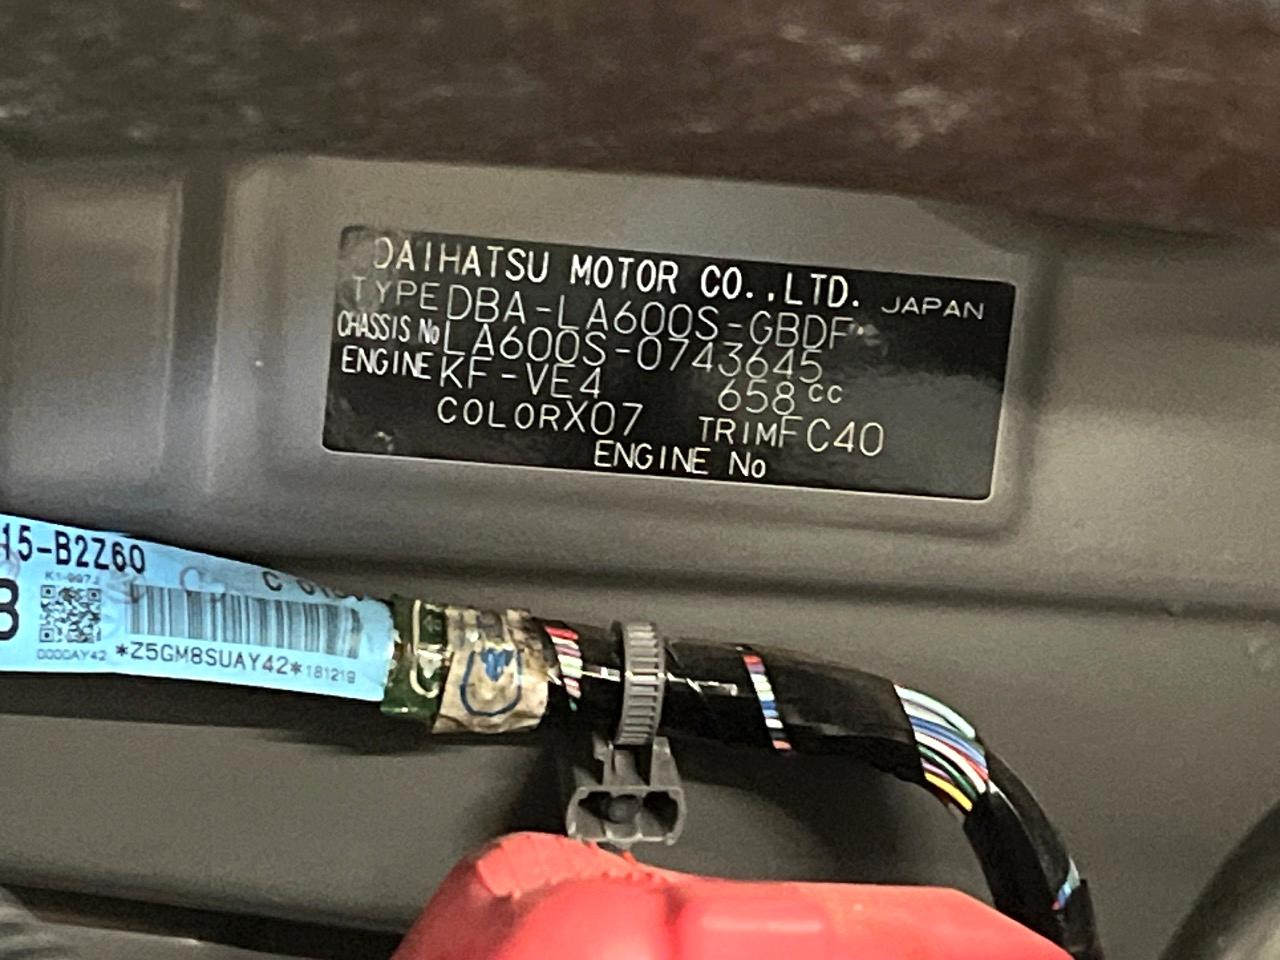 DAIHATSU MOTOR CO.,LTD. JAPAN
TYPE DBA-LA600S-GBDF
CHASSIS No LA600S-0743645
ENGINE KF-VE4 658cc
COLOR X07 TRIM FC40
ENGINE No
15-B2Z60
*Z5GM8SUAY42*181219